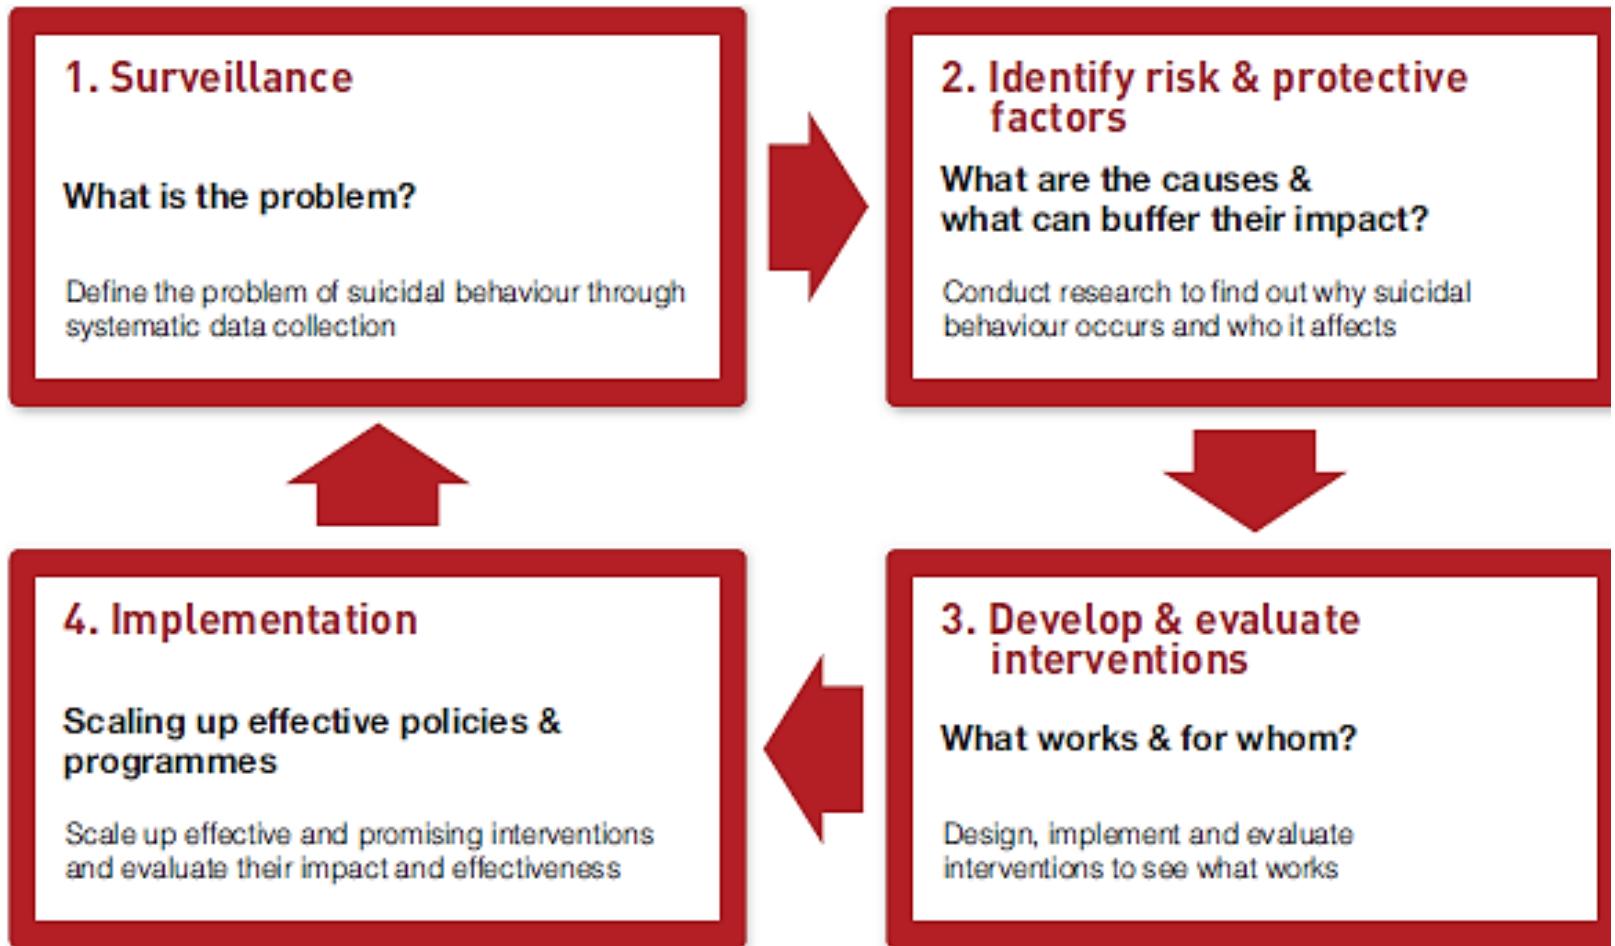 1. Surveillance
What is the problem?
Define the problem of suicidal behaviour through
systematic data collection
2. Identify risk & protective
factors
What are the causes &
what can buffer their impact?
Conduct research to find out why suicidal
behaviour occurs and who it affects
3. Develop & evaluate
interventions
What works & for whom?
Design, implement and evaluate
interventions to see what works
4. Implementation
Scaling up effective policies &
programmes
Scale up effective and promising interventions
and evaluate their impact and effectiveness